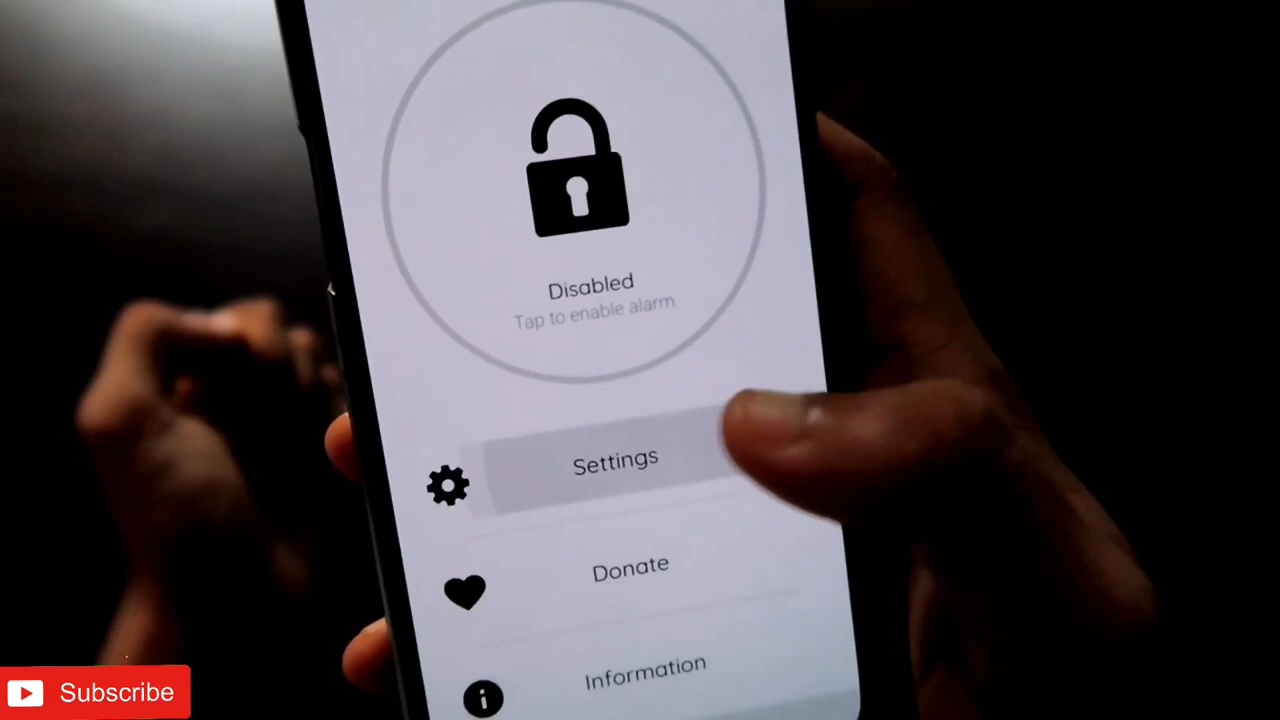 Disabled
Tap to enable alarm
Settings
Donate
Information
Subscribe